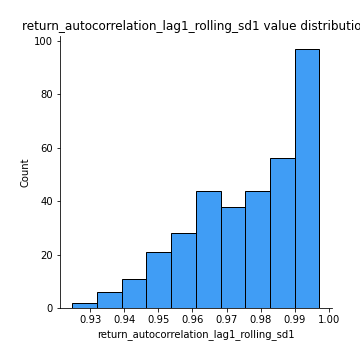 return_autocorrelation_lag1_rolling_sd1 value distributio
100
80
60
40
20
0
Count
0.93 0.94 0.95 0.96 0.97 0.98 0.99 1.00
return_autocorrelation_lag1_rolling_sd1